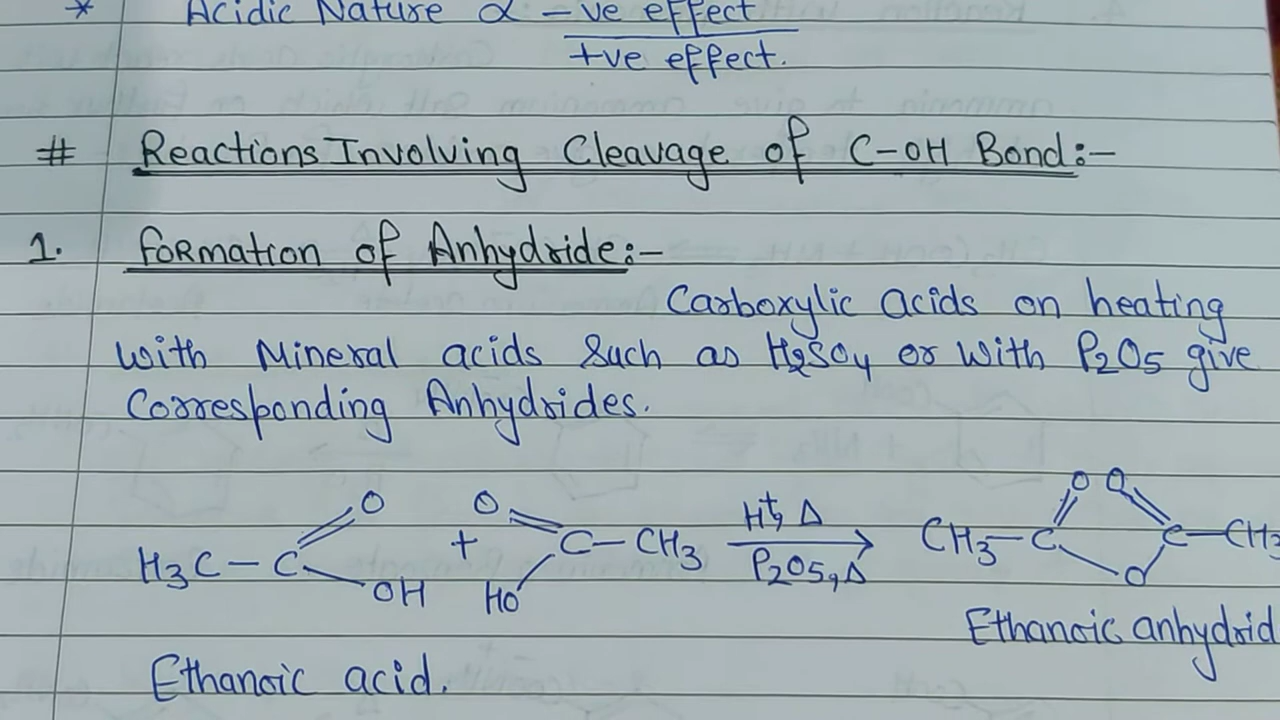 * Acidic Nature ∝ -ve effect
+ve effect.
# Reactions Involving Cleavage of C-OH Bond:-
1. Formation of Anhydride:-
Carboxylic acids on heating
with Mineral acids Such as H2SO4 or with P2O5 give
Corresponding Anhydrides.
O O H+, Δ O O
H3C-C + C-CH3 CH3-C C-CH3
OH HO P2O5, Δ O
Ethanoic anhydrid
Ethanoic acid.